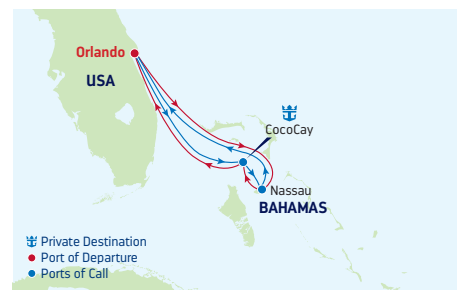 Orlando
USA
CocoCay
Nassau
BAHAMAS
Private Destination
Port of Departure
Ports of Call